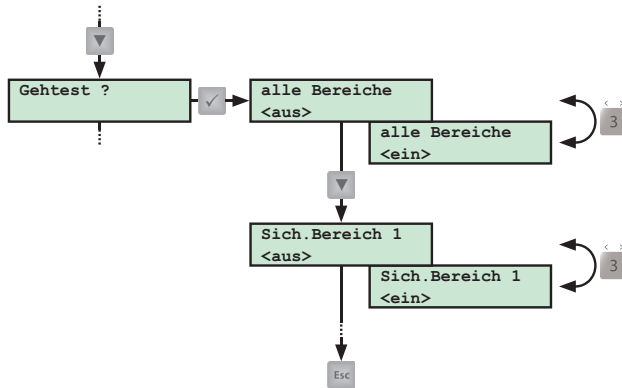 Gehtest ?
alle Bereiche
<aus>
alle Bereiche
<ein>
‹ ›
3
Sich.Bereich 1
<aus>
Sich.Bereich 1
<ein>
‹ ›
3
Esc